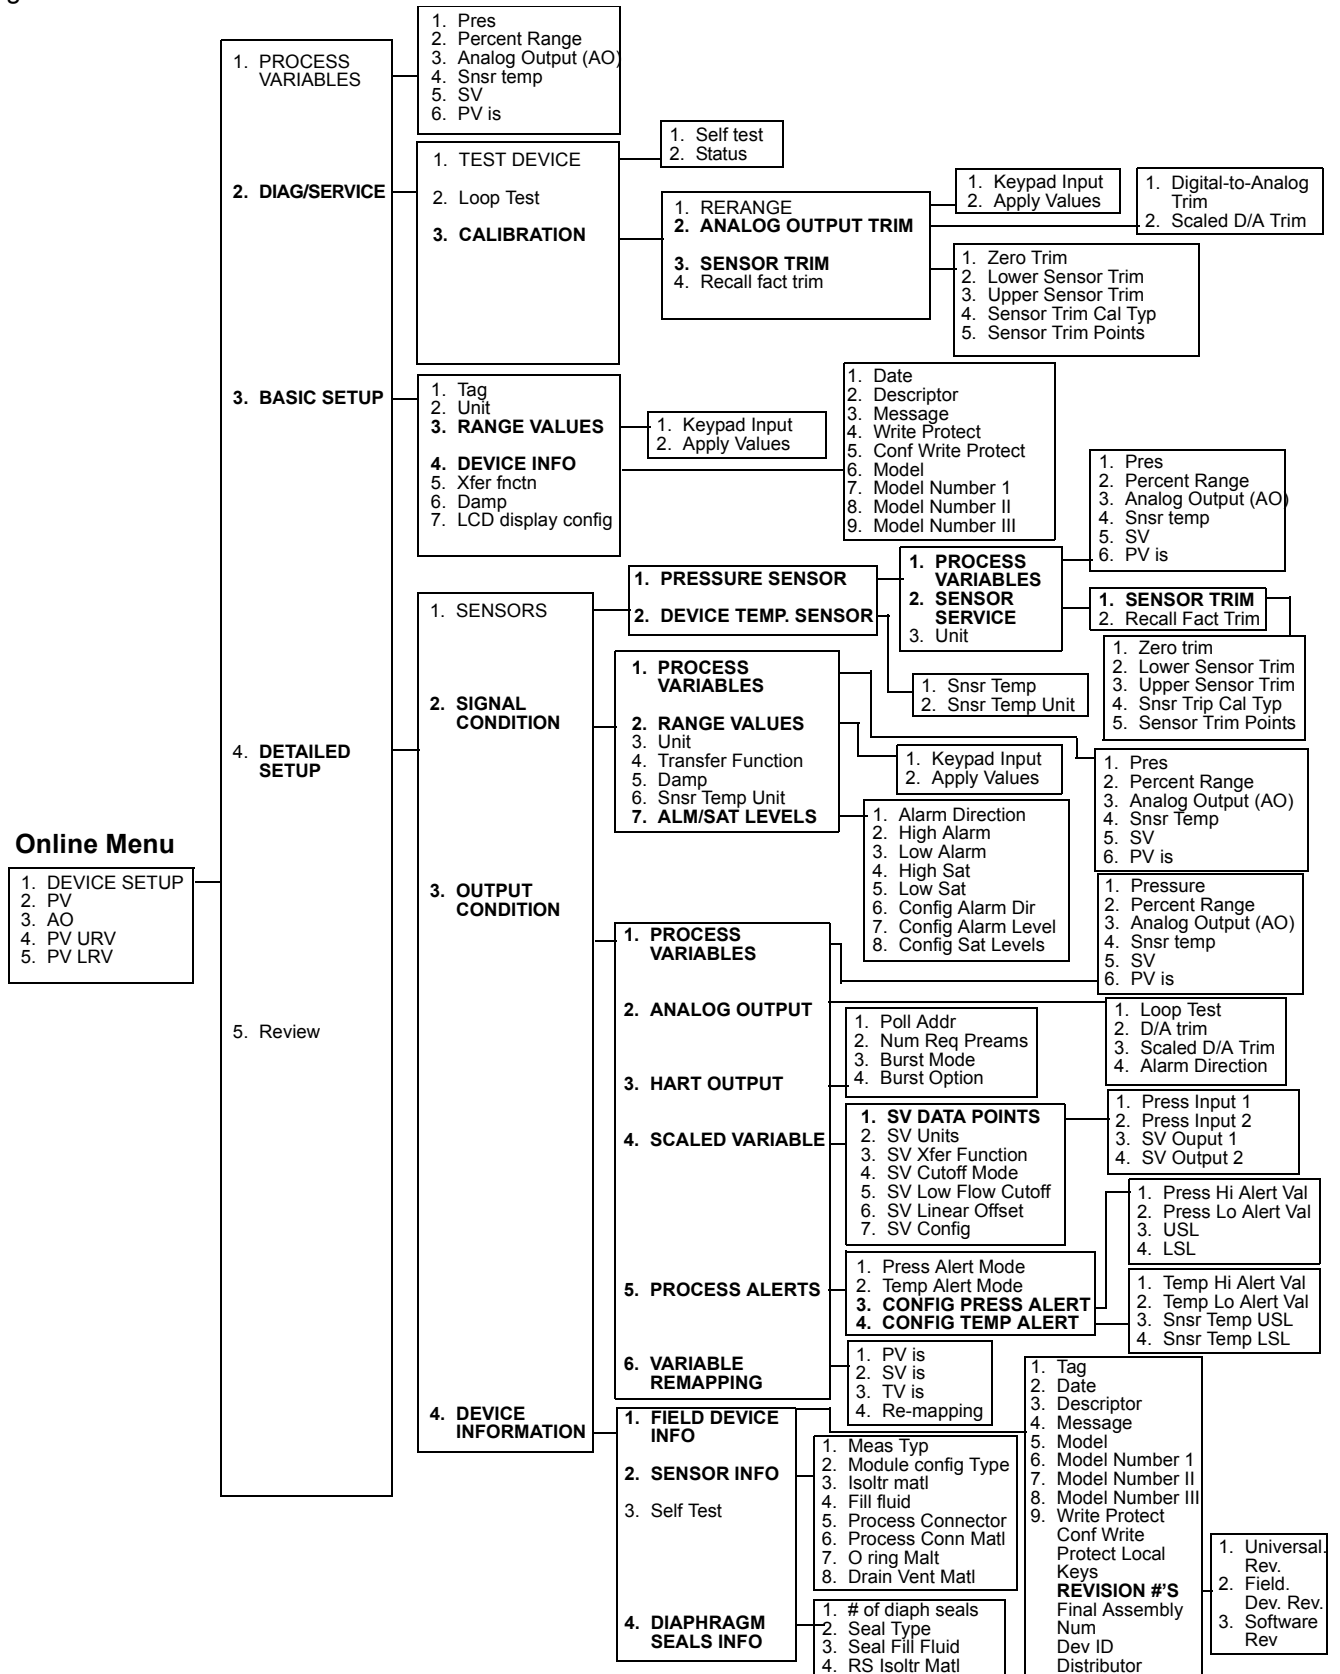 g
1. PROCESS
VARIABLES
2. DIAG/SERVICE
3. BASIC SETUP
4. DETAILED
SETUP
5. Review
Online Menu
1. DEVICE SETUP
2. PV
3. AO
4. PV URV
5. PV LRV
1. Pres
2. Percent Range
3. Analog Output (AO)
4. Snsr temp
5. SV
6. PV is
1. TEST DEVICE
2. Loop Test
3. CALIBRATION
1. Self test
2. Status
1. RERANGE
2. ANALOG OUTPUT TRIM
3. SENSOR TRIM
4. Recall fact trim
1. Keypad Input
2. Apply Values
1. Digital-to-Analog
Trim
2. Scaled D/A Trim
1. Zero Trim
2. Lower Sensor Trim
3. Upper Sensor Trim
4. Sensor Trim Cal Typ
5. Sensor Trim Points
1. Tag
2. Unit
3. RANGE VALUES
4. DEVICE INFO
5. Xfer fnctn
6. Damp
7. LCD display config
1. Keypad Input
2. Apply Values
1. Date
2. Descriptor
3. Message
4. Write Protect
5. Conf Write Protect
6. Model
7. Model Number 1
8. Model Number II
9. Model Number III
1. SENSORS
2. SIGNAL
CONDITION
3. OUTPUT
CONDITION
4. DEVICE
INFORMATION
1. PRESSURE SENSOR
2. DEVICE TEMP. SENSOR
1. PROCESS
VARIABLES
2. SENSOR
SERVICE
3. Unit
1. Pres
2. Percent Range
3. Analog Output (AO)
4. Snsr temp
5. SV
6. PV is
1. SENSOR TRIM
2. Recall Fact Trim
1. Zero trim
2. Lower Sensor Trim
3. Upper Sensor Trim
4. Snsr Trip Cal Typ
5. Sensor Trim Points
1. Snsr Temp
2. Snsr Temp Unit
1. PROCESS
VARIABLES
2. RANGE VALUES
3. Unit
4. Transfer Function
5. Damp
6. Snsr Temp Unit
7. ALM/SAT LEVELS
1. Keypad Input
2. Apply Values
1. Pres
2. Percent Range
3. Analog Output (AO)
4. Snsr Temp
5. SV
6. PV is
1. Alarm Direction
2. High Alarm
3. Low Alarm
4. High Sat
5. Low Sat
6. Config Alarm Dir
7. Config Alarm Level
8. Config Sat Levels
1. PROCESS
VARIABLES
2. ANALOG OUTPUT
3. HART OUTPUT
4. SCALED VARIABLE
5. PROCESS ALERTS
6. VARIABLE
REMAPPING
1. Pressure
2. Percent Range
3. Analog Output (AO)
4. Snsr temp
5. SV
6. PV is
1. Loop Test
2. D/A trim
3. Scaled D/A Trim
4. Alarm Direction
1. Poll Addr
2. Num Req Preams
3. Burst Mode
4. Burst Option
1. SV DATA POINTS
2. SV Units
3. SV Xfer Function
4. SV Cutoff Mode
5. SV Low Flow Cutoff
6. SV Linear Offset
7. SV Config
1. Press Input 1
2. Press Input 2
3. SV Ouput 1
4. SV Output 2
1. Press Alert Mode
2. Temp Alert Mode
3. CONFIG PRESS ALERT
4. CONFIG TEMP ALERT
1. Press Hi Alert Val
2. Press Lo Alert Val
3. USL
4. LSL
1. Temp Hi Alert Val
2. Temp Lo Alert Val
3. Snsr Temp USL
4. Snsr Temp LSL
1. PV is
2. SV is
3. TV is
4. Re-mapping
1. FIELD DEVICE
INFO
2. SENSOR INFO
3. Self Test
4. DIAPHRAGM
SEALS INFO
1. Meas Typ
2. Module config Type
3. Isoltr matl
4. Fill fluid
5. Process Connector
6. Process Conn Matl
7. O ring Malt
8. Drain Vent Matl
1. # of diaph seals
2. Seal Type
3. Seal Fill Fluid
4. RS Isoltr Matl
1. Tag
2. Date
3. Descriptor
4. Message
5. Model
6. Model Number 1
7. Model Number II
8. Model Number III
9. Write Protect
Conf Write
Protect Local
Keys
REVISION #'S
Final Assembly
Num
Dev ID
Distributor
1. Universal.
Rev.
2. Field.
Dev. Rev.
3. Software
Rev